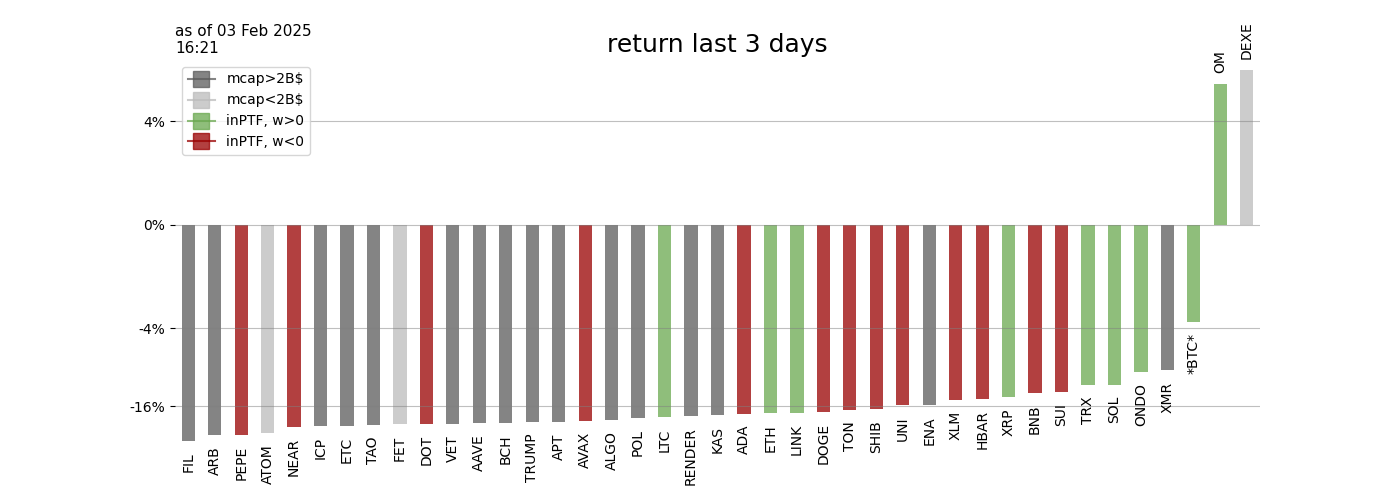 as of 03 Feb 2025
16:21
return last 3 days
mcap>2B$
mcap<2B$
inPTF, w>0
inPTF, w<0
4%
0%
-4%
-16%
FIL
ARB
PEPE
ATOM
NEAR
ICP
ETC
TAO
FET
DOT
VET
AAVE
BCH
TRUMP
APT
AVAX
ALGO
POL
LTC
RENDER
KAS
ADA
ETH
LINK
DOGE
TON
SHIB
UNI
ENA
XLM
HBAR
XRP
BNB
SUI
TRX
SOL
ONDO
XMR
*BTC*
OM
DEXE